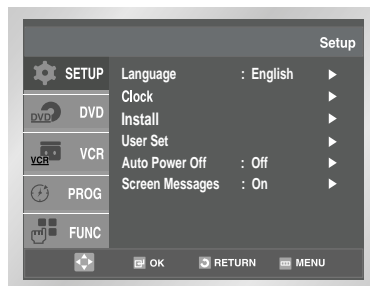 Setup
SETUP
DVD
DVD
VCR
VCR
PROG
FUNC
Language : English ►
Clock ►
Install ►
User Set ►
Auto Power Off : Off ►
Screen Messages : On ►
OK RETURN MENU